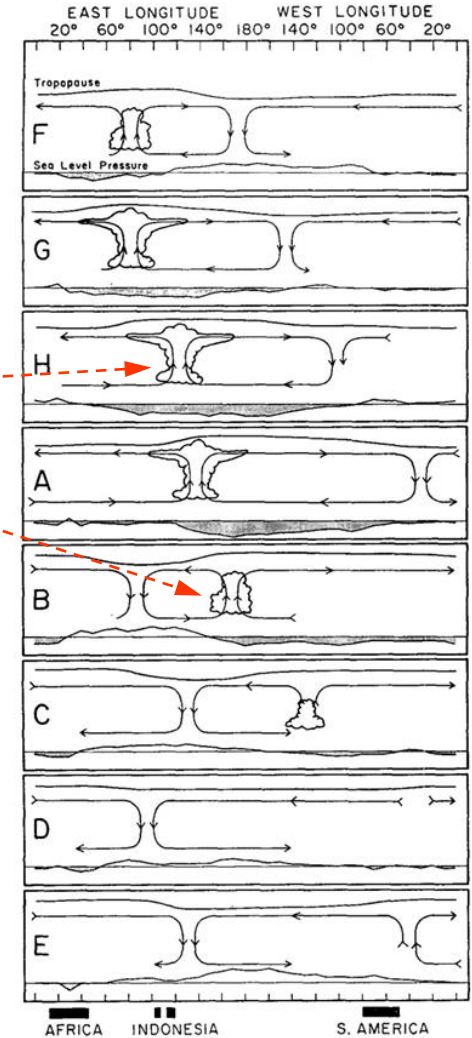 EAST LONGITUDE WEST LONGITUDE
20° 60° 100° 140° 180° 140° 100° 60° 20°
Tropopause
F
Sea Level Pressure
G
H
A
B
C
D
E
AFRICA INDONESIA S. AMERICA